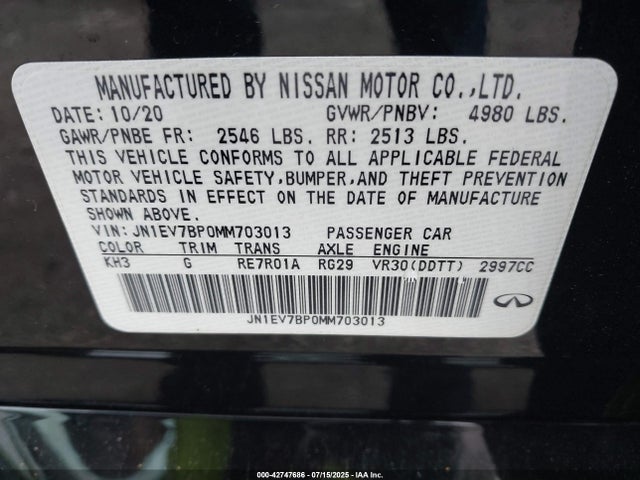 MANUFACTURED BY NISSAN MOTOR CO.,LTD.
DATE: 10/20 GVWR/PNBV: 4980 LBS.
GAWR/PNBE FR: 2546 LBS. RR: 2513 LBS.
THIS VEHICLE CONFORMS TO ALL APPLICABLE FEDERAL
MOTOR VEHICLE SAFETY,BUMPER,AND THEFT PREVENTION
STANDARDS IN EFFECT ON THE DATE OF MANUFACTURE
SHOWN ABOVE.
VIN: JN1EV7BP0MM703013 PASSENGER CAR
COLOR TRIM TRANS AXLE ENGINE
KH3 G RE7R01A RG29 VR30(DDTT) 2997CC
JN1EV7BP0MM703013
000-42747686 07/15/2025 - IAA Inc.